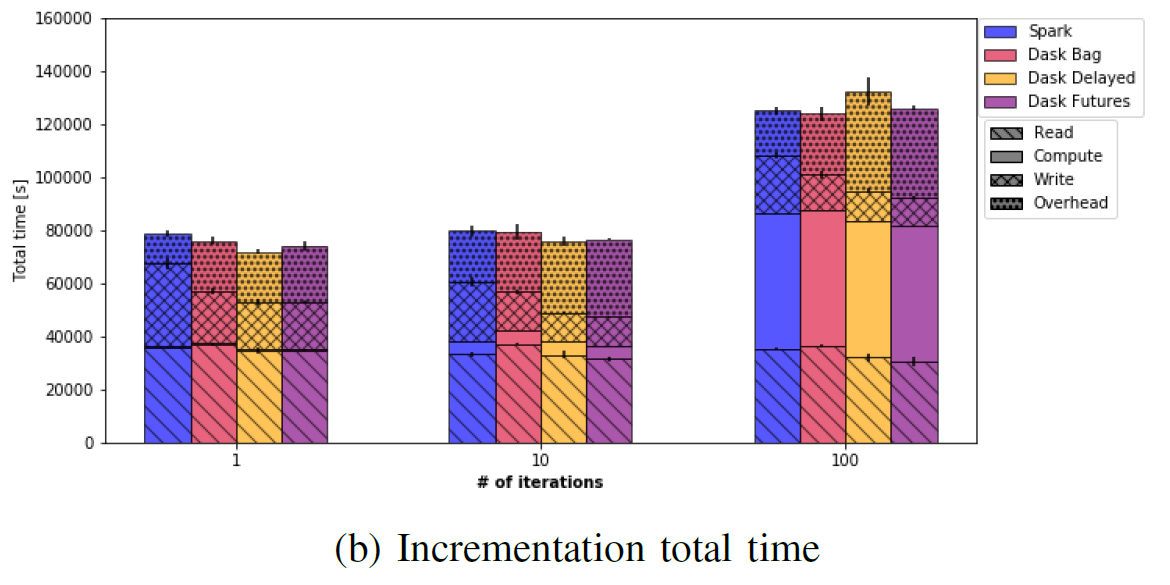 160000
140000
120000
100000
80000
60000
40000
20000
0
Total time [s]
1
10
100
# of iterations
Spark
Dask Bag
Dask Delayed
Dask Futures
Read
Compute
Write
Overhead
(b) Incrementation total time